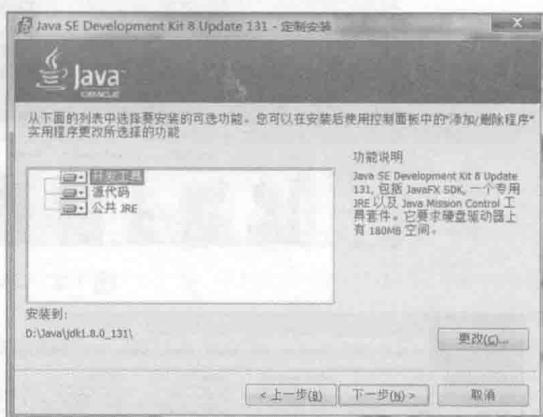 Java SE Development Kit 8 Update 131 - 定制安装
Java
ORACLE
从下面的列表中选择要安装的可选功能。您可以在安装后使用控制面板中的“添加/删除程序”
实用程序更改所选择的功能
开发工具
源代码
公共 JRE
功能说明
Java SE Development Kit 8 Update
131, 包括 JavaFX SDK, 一个专用
JRE 以及 Java Mission Control 工
具套件。它要求硬盘驱动器上
有 180MB 空间。
安装到:
D:\Java\jdk1.8.0_131\
更改(C)...
< 上一步(B)
下一步(N) >
取消